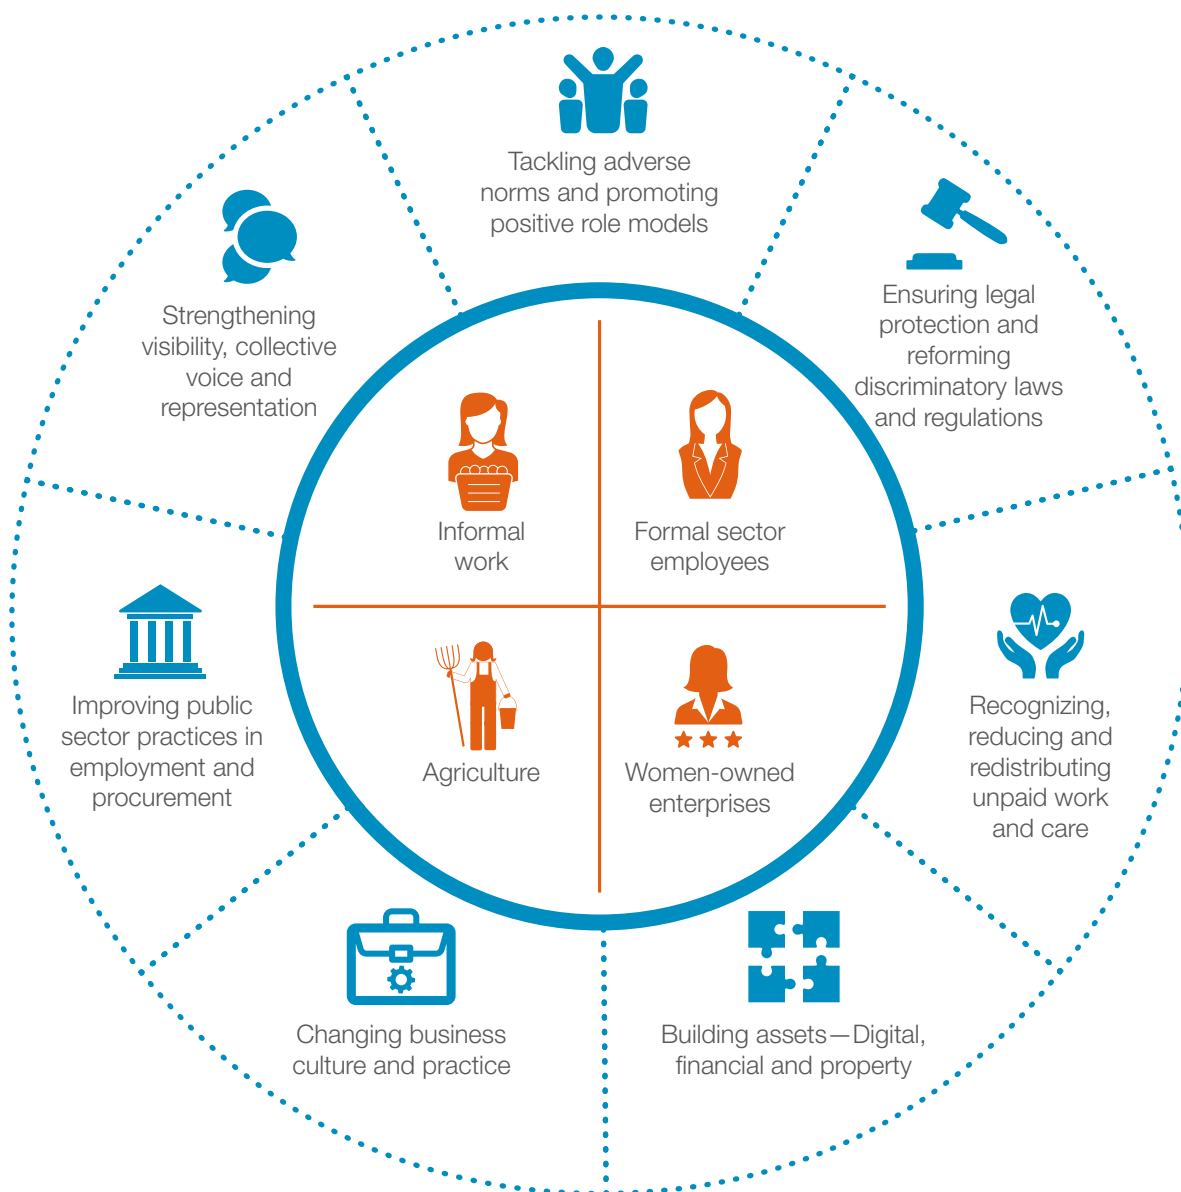 Tackling adverse
norms and promoting
positive role models
Ensuring legal
protection and
reforming
discriminatory laws
and regulations
Recognizing,
reducing and
redistributing
unpaid work
and care
Building assets—Digital,
financial and property
Changing business
culture and practice
Improving public
sector practices in
employment and
procurement
Strengthening
visibility, collective
voice and
representation
Informal
work
Formal sector
employees
Agriculture
Women-owned
enterprises